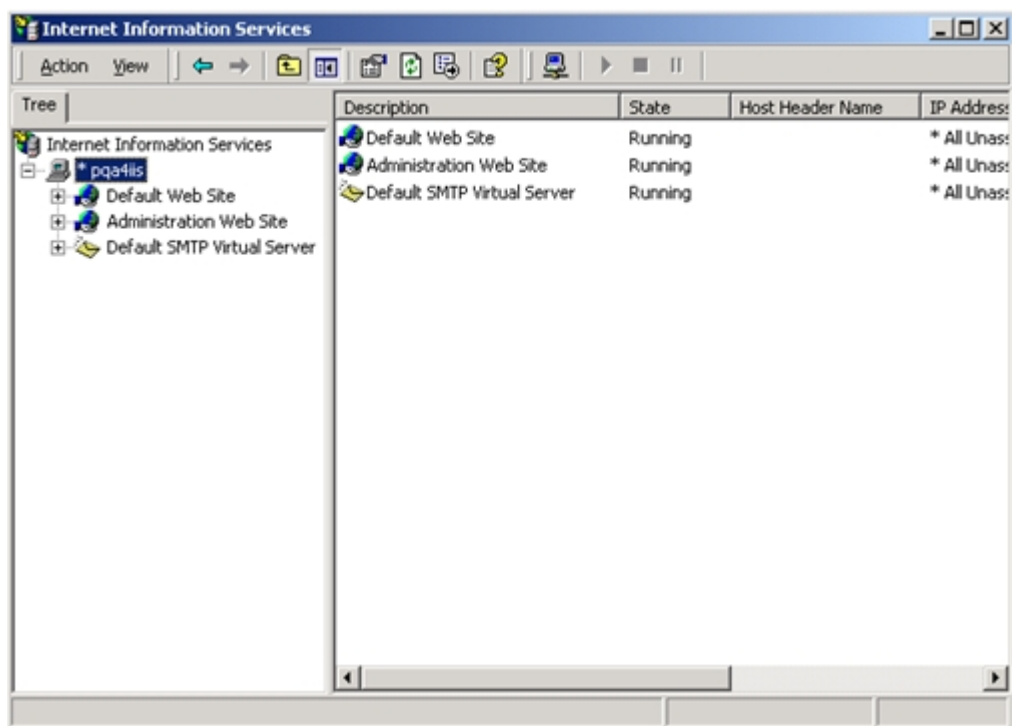 Internet Information Services
Action View
Tree
Internet Information Services
* pqa4iis
Default Web Site
Administration Web Site
Default SMTP Virtual Server
Description State Host Header Name IP Address
Default Web Site Running * All Unass
Administration Web Site Running * All Unass
Default SMTP Virtual Server Running * All Unass